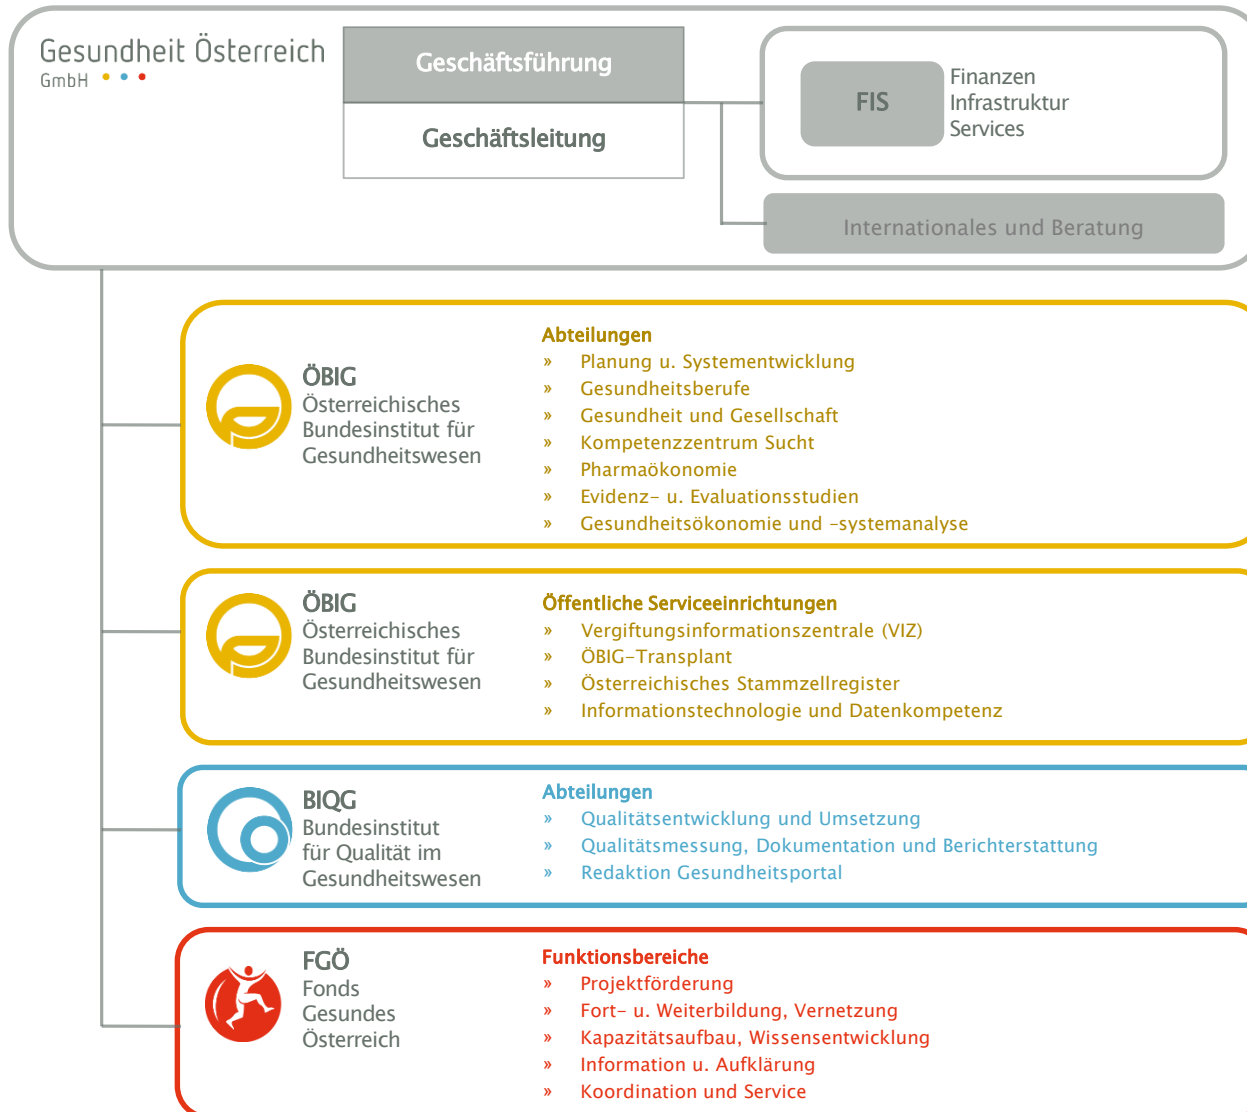 Gesundheit Österreich
GmbH
Geschäftsführung
Geschäftsleitung
FIS
Finanzen
Infrastruktur
Services
Internationales und Beratung
ÖBIG
Österreichisches
Bundesinstitut für
Gesundheitswesen
Abteilungen
» Planung u. Systementwicklung
» Gesundheitsberufe
» Gesundheit und Gesellschaft
» Kompetenzzentrum Sucht
» Pharmaökonomie
» Evidenz- u. Evaluationsstudien
» Gesundheitsökonomie und -systemanalyse
ÖBIG
Österreichisches
Bundesinstitut für
Gesundheitswesen
Öffentliche Serviceeinrichtungen
» Vergiftungsinformationszentrale (VIZ)
» ÖBIG-Transplant
» Österreichisches Stammzellregister
» Informationstechnologie und Datenkompetenz
BIQG
Bundesinstitut
für Qualität im
Gesundheitswesen
Abteilungen
» Qualitätsentwicklung und Umsetzung
» Qualitätsmessung, Dokumentation und Berichterstattung
» Redaktion Gesundheitsportal
FGÖ
Fonds
Gesundes
Österreich
Funktionsbereiche
» Projektförderung
» Fort- u. Weiterbildung, Vernetzung
» Kapazitätsaufbau, Wissensentwicklung
» Information u. Aufklärung
» Koordination und Service